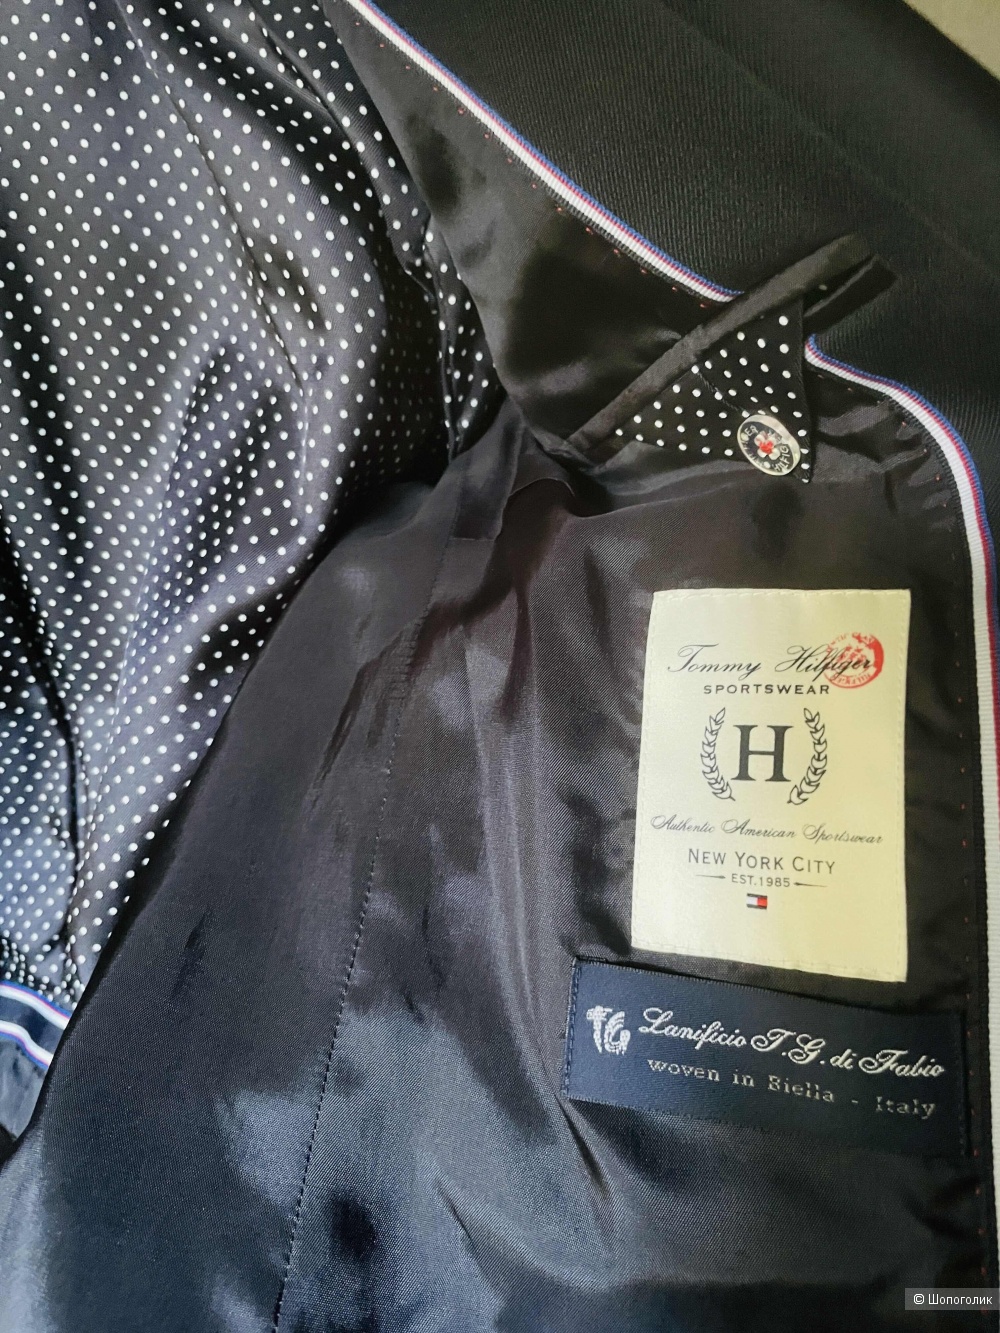 Tommy Hilfiger
SPORTSWEAR
H
Authentic American Sportswear
NEW YORK CITY
EST.1985
TG
Lanificio T.G. di Fabio
woven in Biella - Italy
© Шопоголик